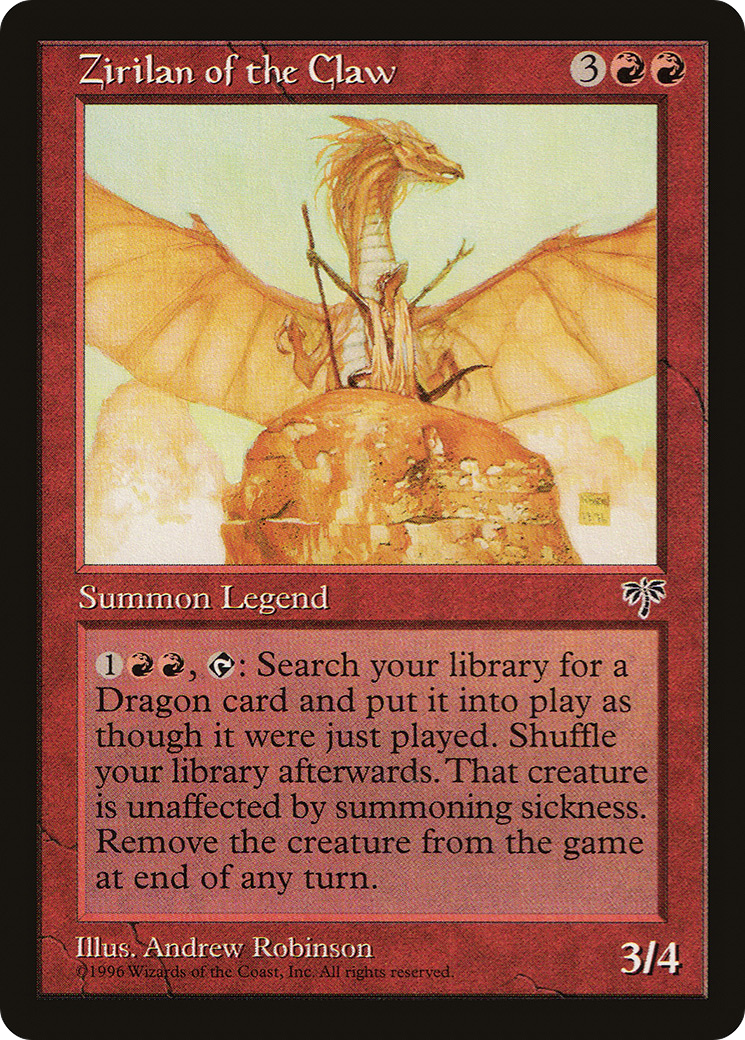 Zirilan of the Claw 3
Summon Legend
1, : Search your library for a
Dragon card and put it into play as
though it were just played. Shuffle
your library afterwards. That creature
is unaffected by summoning sickness.
Remove the creature from the game
at end of any turn.
Illus. Andrew Robinson
©1996 Wizards of the Coast, Inc. All rights reserved.
3/4